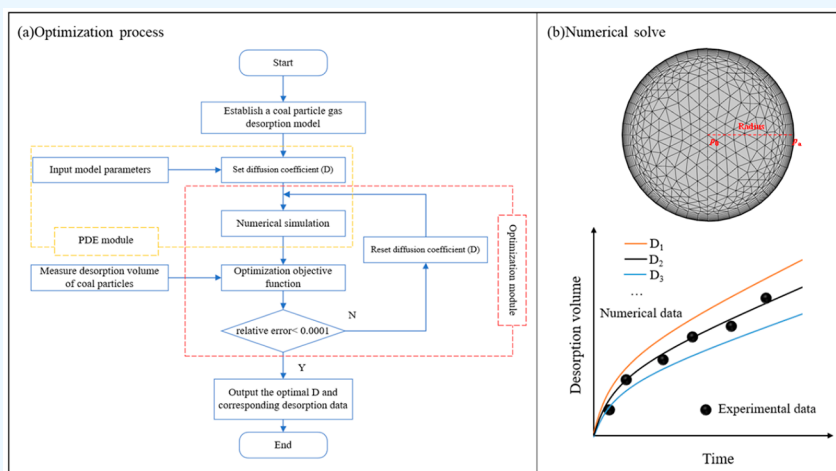 (a)Optimization process
Start
Establish a coal particle gas
desorption model
Input model parameters
Set diffusion coefficient (D)
Numerical simulation
PDE module
Reset diffusion coefficient (D)
Optimization module
Measure desorption volume
of coal particles
Optimization objective
function
relative error< 0.0001
N
Y
Output the optimal D and
corresponding desorption data
End
(b)Numerical solve
Radius
D1
D2
D3
…
Numerical data
Desorption volume
Experimental data
Time